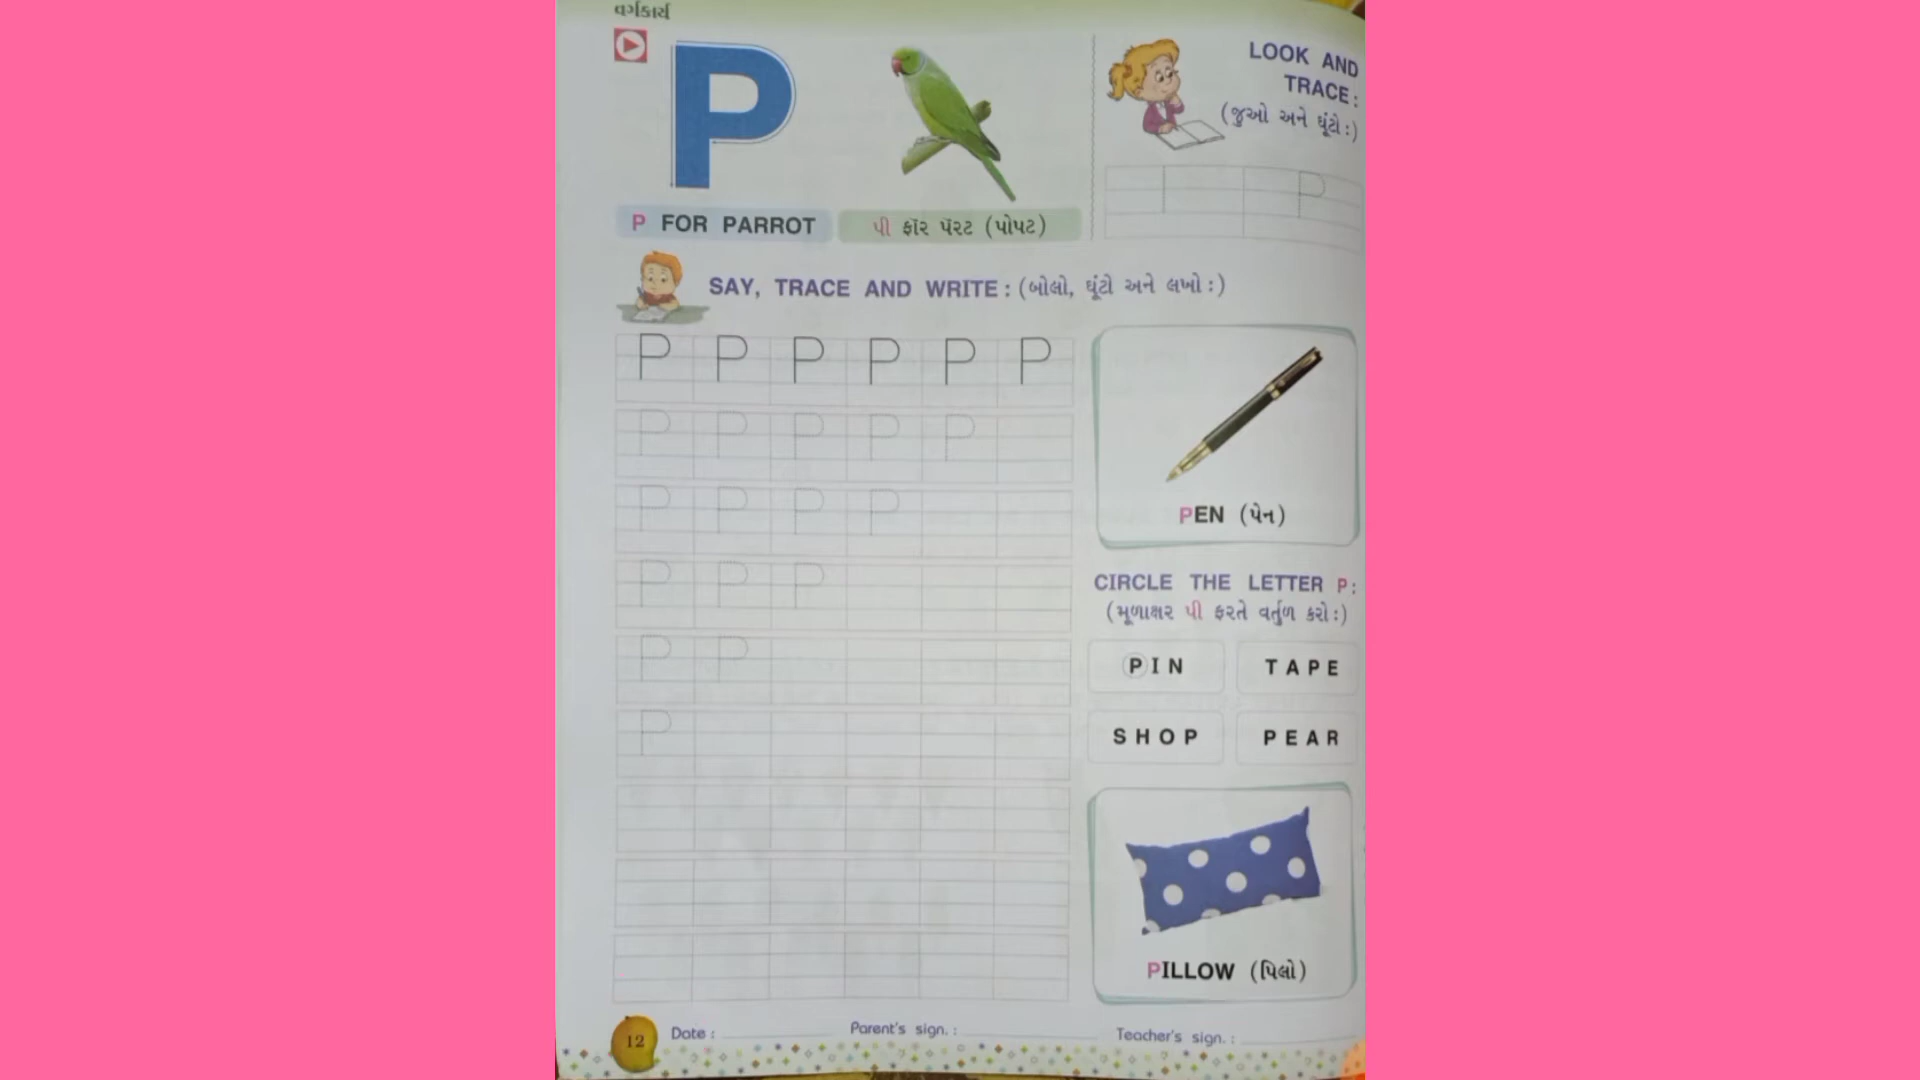 વર્ગકાર્ય
P
P FOR PARROT
પી ફૉર પૅરટ (પોપટ)
LOOK AND
TRACE :
(જુઓ અને ઘૂંટો :)
P
SAY, TRACE AND WRITE : (બોલો, ઘૂંટો અને લખો :)
P P P P P P
P P P P P
P P P P
P P P
P P
P
PEN (પેન)
CIRCLE THE LETTER P :
(મૂળાક્ષર પી ફરતે વર્તુળ કરો :)
PIN TAPE
SHOP PEAR
PILLOW (પિલો)
12 Date : Parent's sign. : Teacher's sign. :